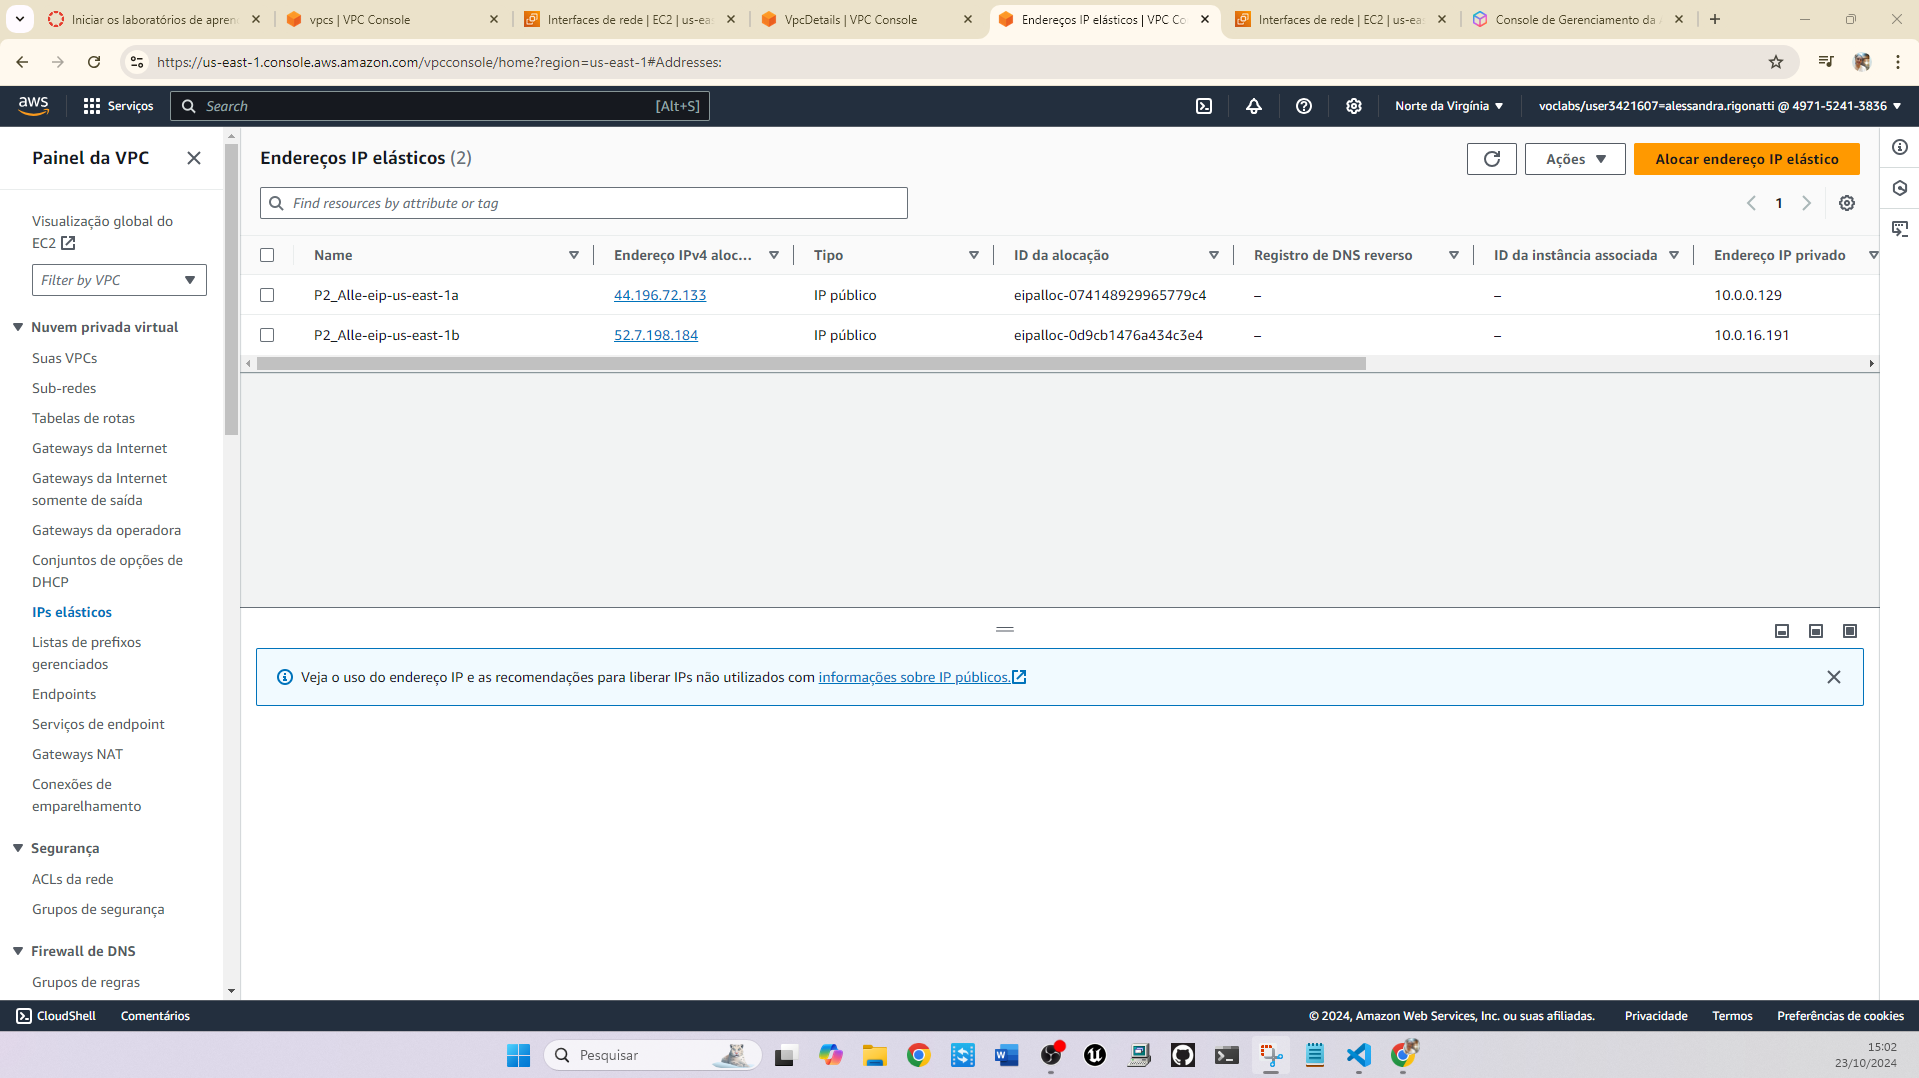 Iniciar os laboratórios de apren
vpcs | VPC Console
Interfaces de rede | EC2 | us-eas
VpcDetails | VPC Console
Endereços IP elásticos | VPC Co
Interfaces de rede | EC2 | us-eas
Console de Gerenciamento da A
https://us-east-1.console.aws.amazon.com/vpcconsole/home?region=us-east-1#Addresses:
aws
Serviços
Search
[Alt+S]
Norte da Virgínia
voclabs/user3421607=alessandra.rigonatti @ 4971-5241-3836
Painel da VPC
Visualização global do
EC2
Filter by VPC
Nuvem privada virtual
Suas VPCs
Sub-redes
Tabelas de rotas
Gateways da Internet
Gateways da Internet
somente de saída
Gateways da operadora
Conjuntos de opções de
DHCP
IPs elásticos
Listas de prefixos
gerenciados
Endpoints
Serviços de endpoint
Gateways NAT
Conexões de
emparelhamento
Segurança
ACLs da rede
Grupos de segurança
Firewall de DNS
Grupos de regras
Endereços IP elásticos (2)
Ações
Alocar endereço IP elástico
Find resources by attribute or tag
1
Name Endereço IPv4 aloc... Tipo ID da alocação Registro de DNS reverso ID da instância associada Endereço IP privado
P2_Alle-eip-us-east-1a 44.196.72.133 IP público eipalloc-074148929965779c4 – – 10.0.0.129
P2_Alle-eip-us-east-1b 52.7.198.184 IP público eipalloc-0d9cb1476a434c3e4 – – 10.0.16.191
Veja o uso do endereço IP e as recomendações para liberar IPs não utilizados com informações sobre IP públicos.
CloudShell
Comentários
© 2024, Amazon Web Services, Inc. ou suas afiliadas.
Privacidade
Termos
Preferências de cookies
Pesquisar
15:02
23/10/2024